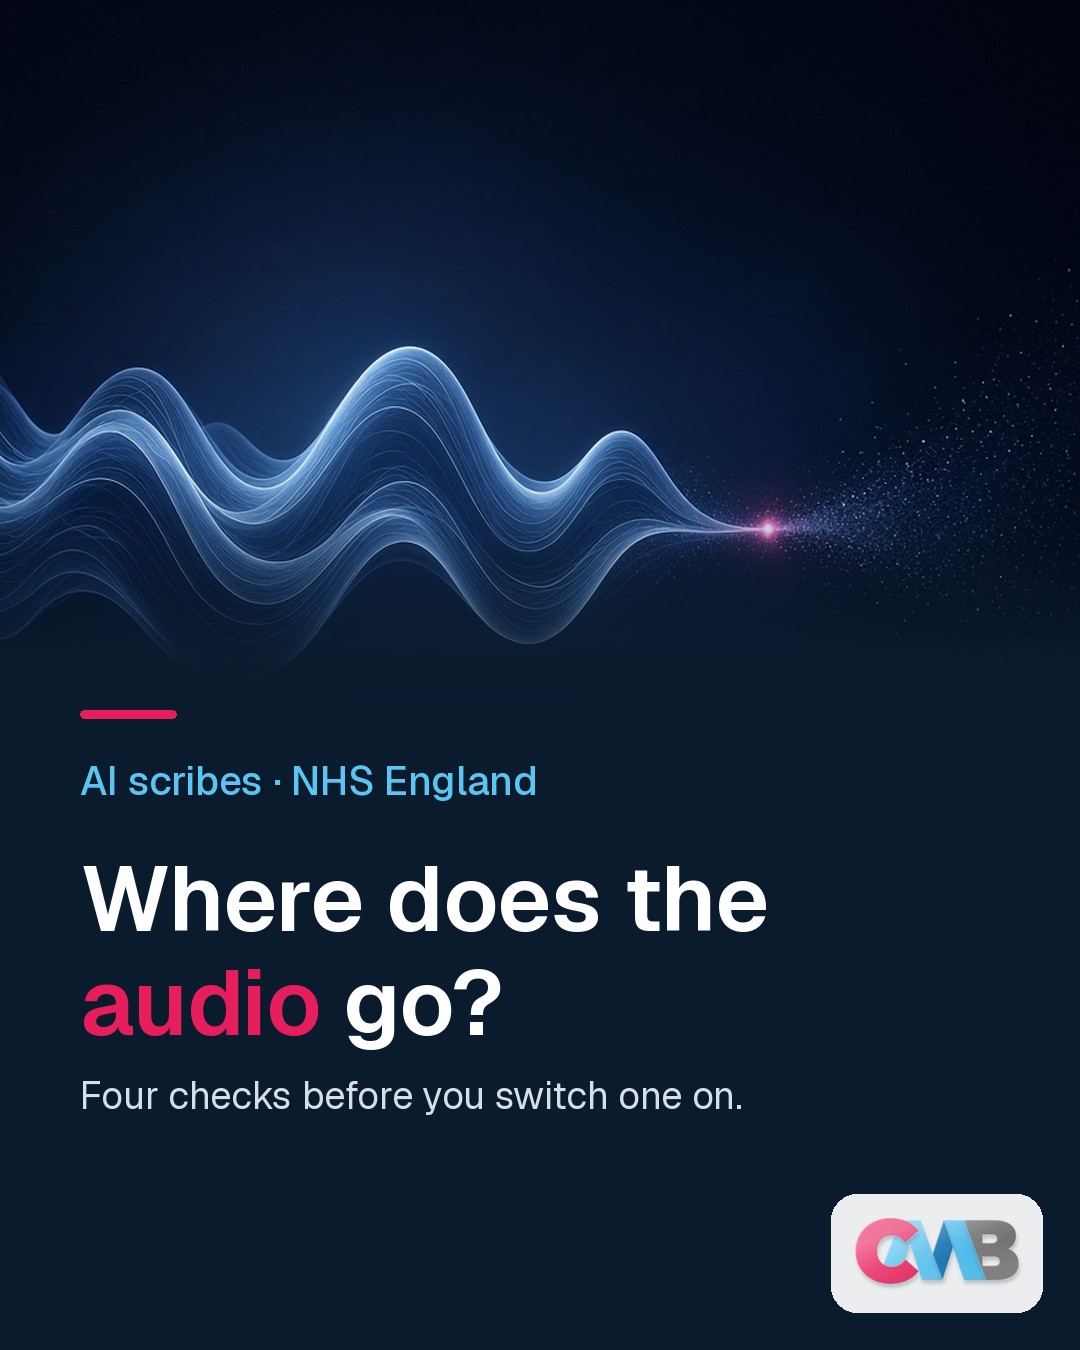 AI scribes · NHS England
Where does the
audio go?
Four checks before you switch one on.
CMB